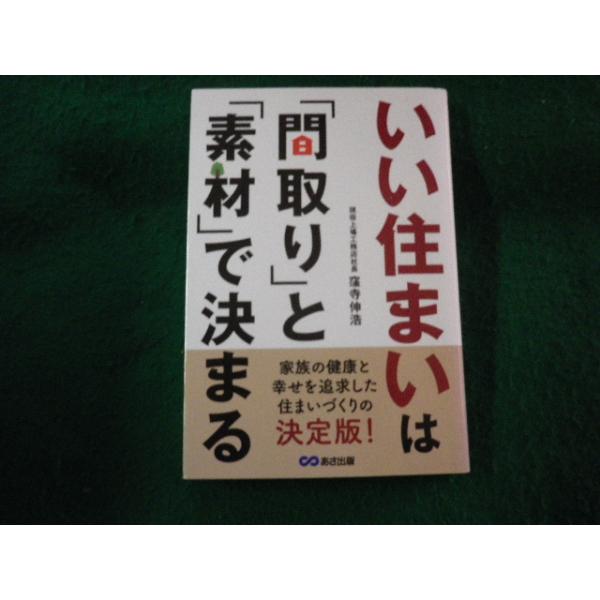 いい住まいは
「間取り」と
「素材」で決まる
窪寺伸浩
家族の健康と
幸せを追求した
住まいづくりの
決定版!
あさ出版